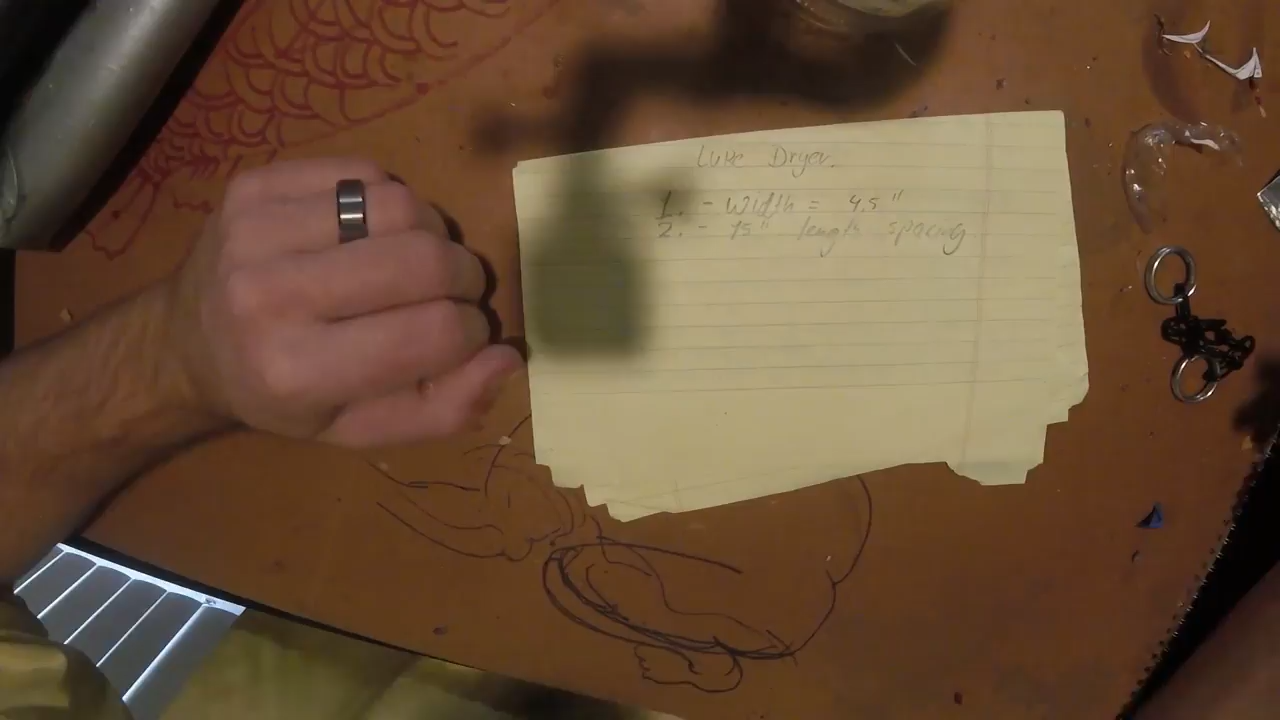 Lure Dryer.
1. - Width = 4.5"
2. - 15" length spacing